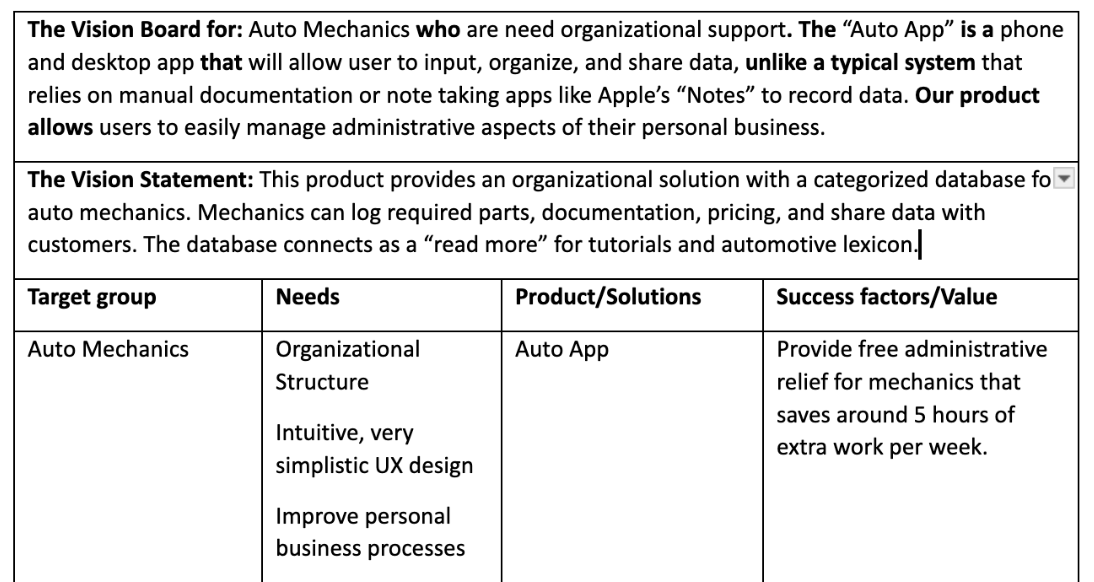 The Vision Board for: Auto Mechanics who are need organizational support. The “Auto App” is a phone
and desktop app that will allow user to input, organize, and share data, unlike a typical system that
relies on manual documentation or note taking apps like Apple’s “Notes” to record data. Our product
allows users to easily manage administrative aspects of their personal business.
The Vision Statement: This product provides an organizational solution with a categorized database fo
auto mechanics. Mechanics can log required parts, documentation, pricing, and share data with
customers. The database connects as a “read more” for tutorials and automotive lexicon.
Target group
Needs
Product/Solutions
Success factors/Value
Auto Mechanics
Organizational
Structure
Intuitive, very
simplistic UX design
Improve personal
business processes
Auto App
Provide free administrative
relief for mechanics that
saves around 5 hours of
extra work per week.